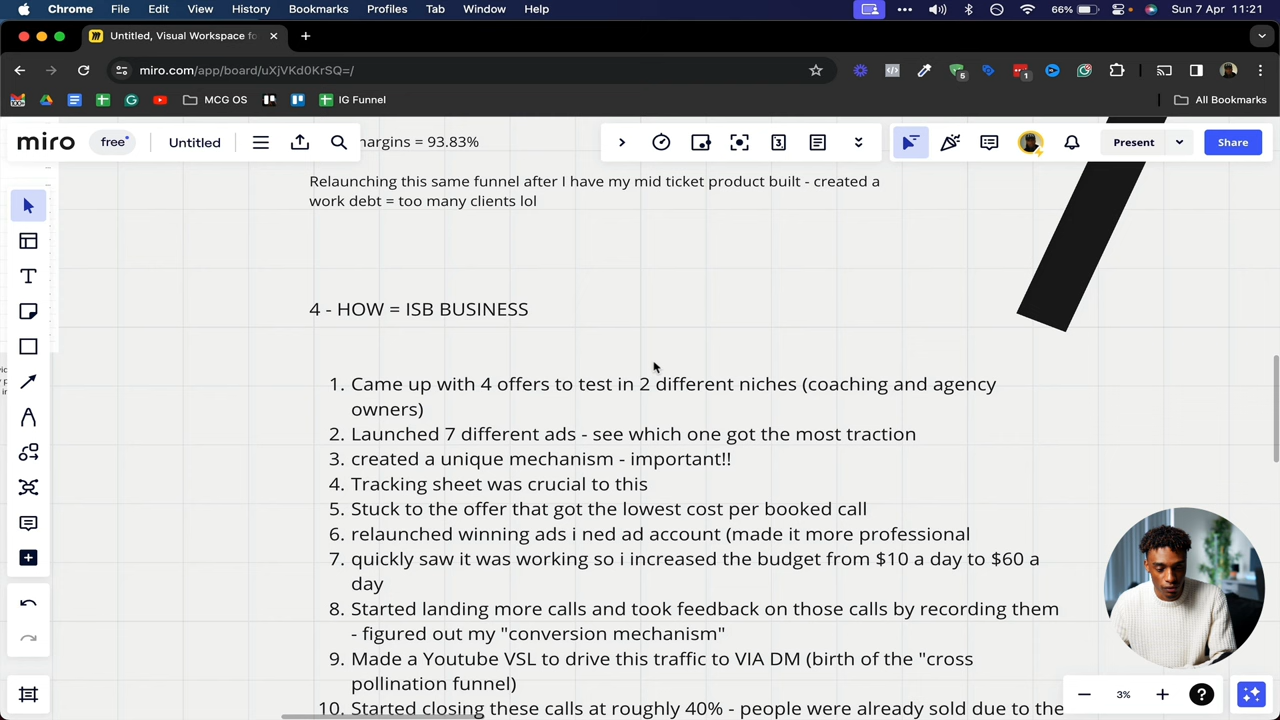 Chrome File Edit View History Bookmarks Profiles Tab Window Help 66% Sun 7 Apr 11:21
Untitled, Visual Workspace fo
miro.com/app/board/uXjVKd0KrSQ=/
5
1
MCG OS
IG Funnel
All Bookmarks
miro free Untitled
3
Present
Share
margins = 93.83%
Relaunching this same funnel after I have my mid ticket product built - created a
work debt = too many clients lol
4 - HOW = ISB BUSINESS
1. Came up with 4 offers to test in 2 different niches (coaching and agency
owners)
2. Launched 7 different ads - see which one got the most traction
3. created a unique mechanism - important!!
4. Tracking sheet was crucial to this
5. Stuck to the offer that got the lowest cost per booked call
6. relaunched winning ads i ned ad account (made it more professional
7. quickly saw it was working so i increased the budget from $10 a day to $60 a
day
8. Started landing more calls and took feedback on those calls by recording them
- figured out my "conversion mechanism"
9. Made a Youtube VSL to drive this traffic to VIA DM (birth of the "cross
pollination funnel)
10. Started closing these calls at roughly 40% - people were already sold due to the
3%